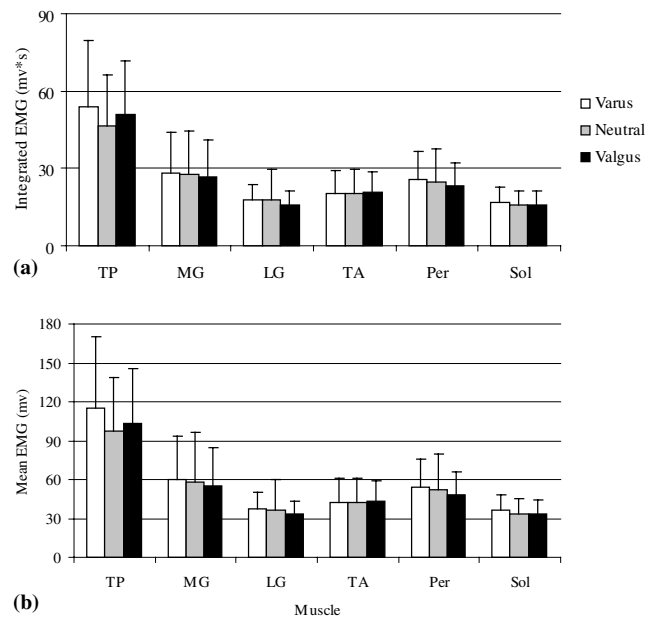 90
60
30
0
Integrated EMG (mv*s)
Varus
Neutral
Valgus
(a)
TP MG LG TA Per Sol
180
150
120
90
60
30
0
Mean EMG (mv)
TP MG LG TA Per Sol
(b)
Muscle